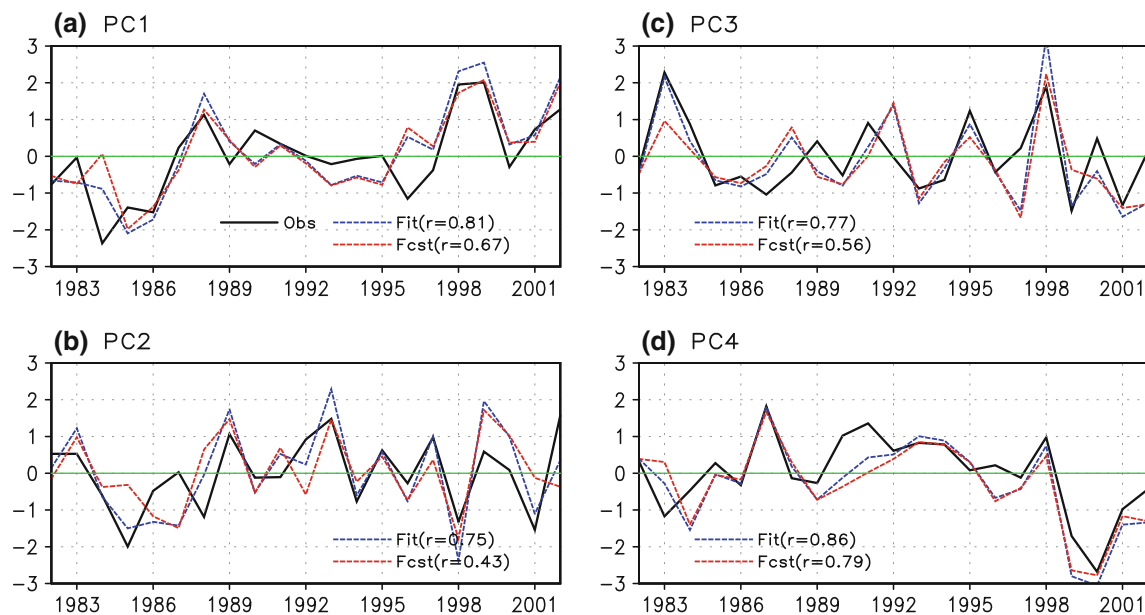 (a) PC1
3
2
1
0
−1
−2
−3
Obs
Fit(r=0.81)
Fcst(r=0.67)
1983 1986 1989 1992 1995 1998 2001
(c) PC3
3
2
1
0
−1
−2
−3
Fit(r=0.77)
Fcst(r=0.56)
1983 1986 1989 1992 1995 1998 2001
(b) PC2
3
2
1
0
−1
−2
−3
Fit(r=0.75)
Fcst(r=0.43)
1983 1986 1989 1992 1995 1998 2001
(d) PC4
3
2
1
0
−1
−2
−3
Fit(r=0.86)
Fcst(r=0.79)
1983 1986 1989 1992 1995 1998 2001